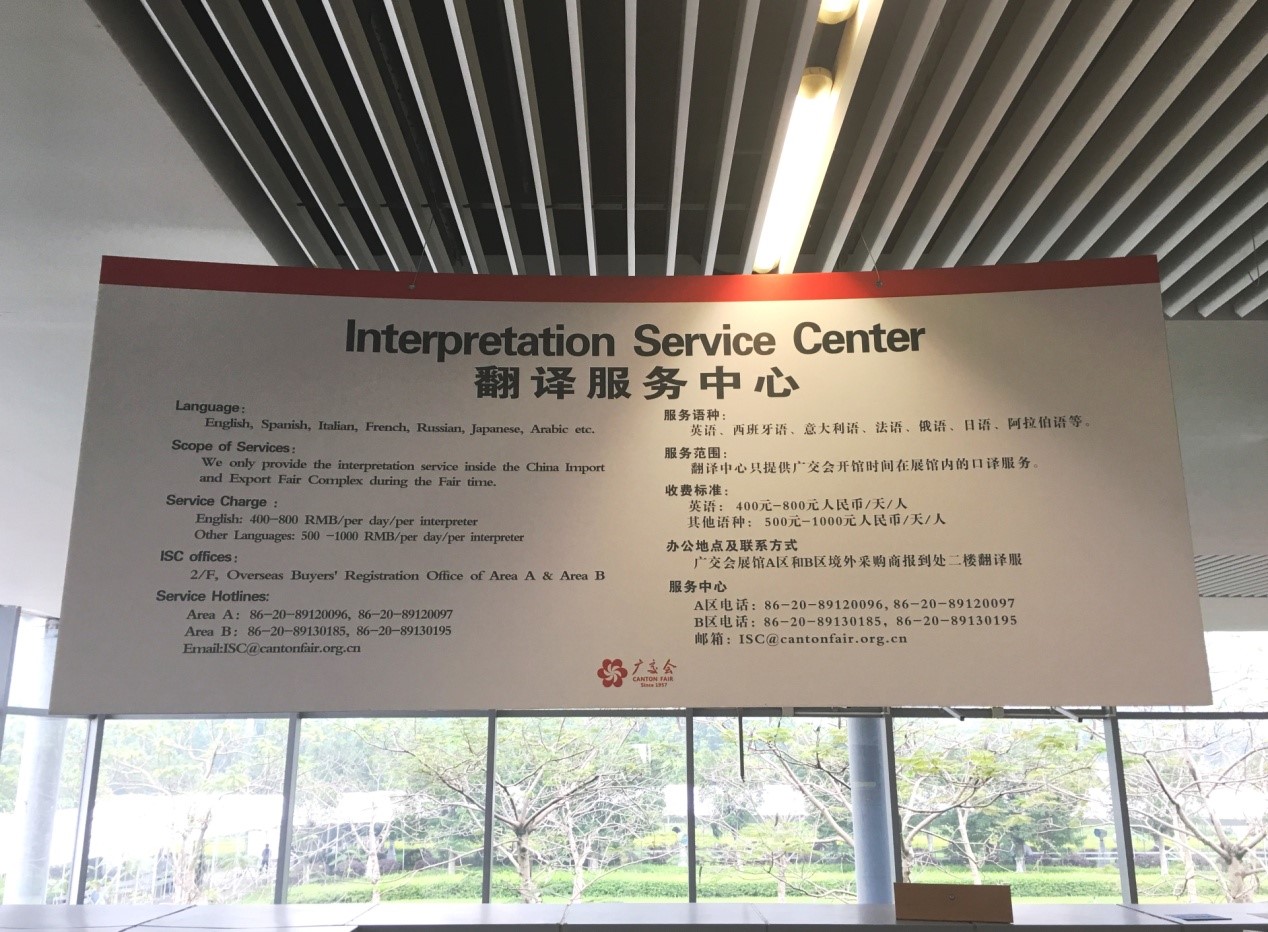 Interpretation Service Center
翻译服务中心
Language:
English, Spanish, Italian, French, Russian, Japanese, Arabic etc.
Scope of Services:
We only provide the interpretation service inside the China Import
and Export Fair Complex during the Fair time.
Service Charge :
English: 400-800 RMB/per day/per interpreter
Other Languages: 500 -1000 RMB/per day/per interpreter
ISC offices:
2/F, Overseas Buyers' Registration Office of Area A & Area B
Service Hotlines:
Area A: 86-20-89120096, 86-20-89120097
Area B: 86-20-89130185, 86-20-89130195
Email:ISC@cantonfair.org.cn
服务语种:
英语、西班牙语、意大利语、法语、俄语、日语、阿拉伯语等。
服务范围:
翻译中心只提供广交会开馆时间在展馆内的口译服务。
收费标准:
英语: 400元-800元人民币/天/人
其他语种: 500元-1000元人民币/天/人
办公地点及联系方式
广交会展馆A区和B区境外采购商报到处二楼翻译服
服务中心
A区电话: 86-20-89120096, 86-20-89120097
B区电话: 86-20-89130185, 86-20-89130195
邮箱: ISC@cantonfair.org.cn
广交会
CANTON FAIR
Since 1957